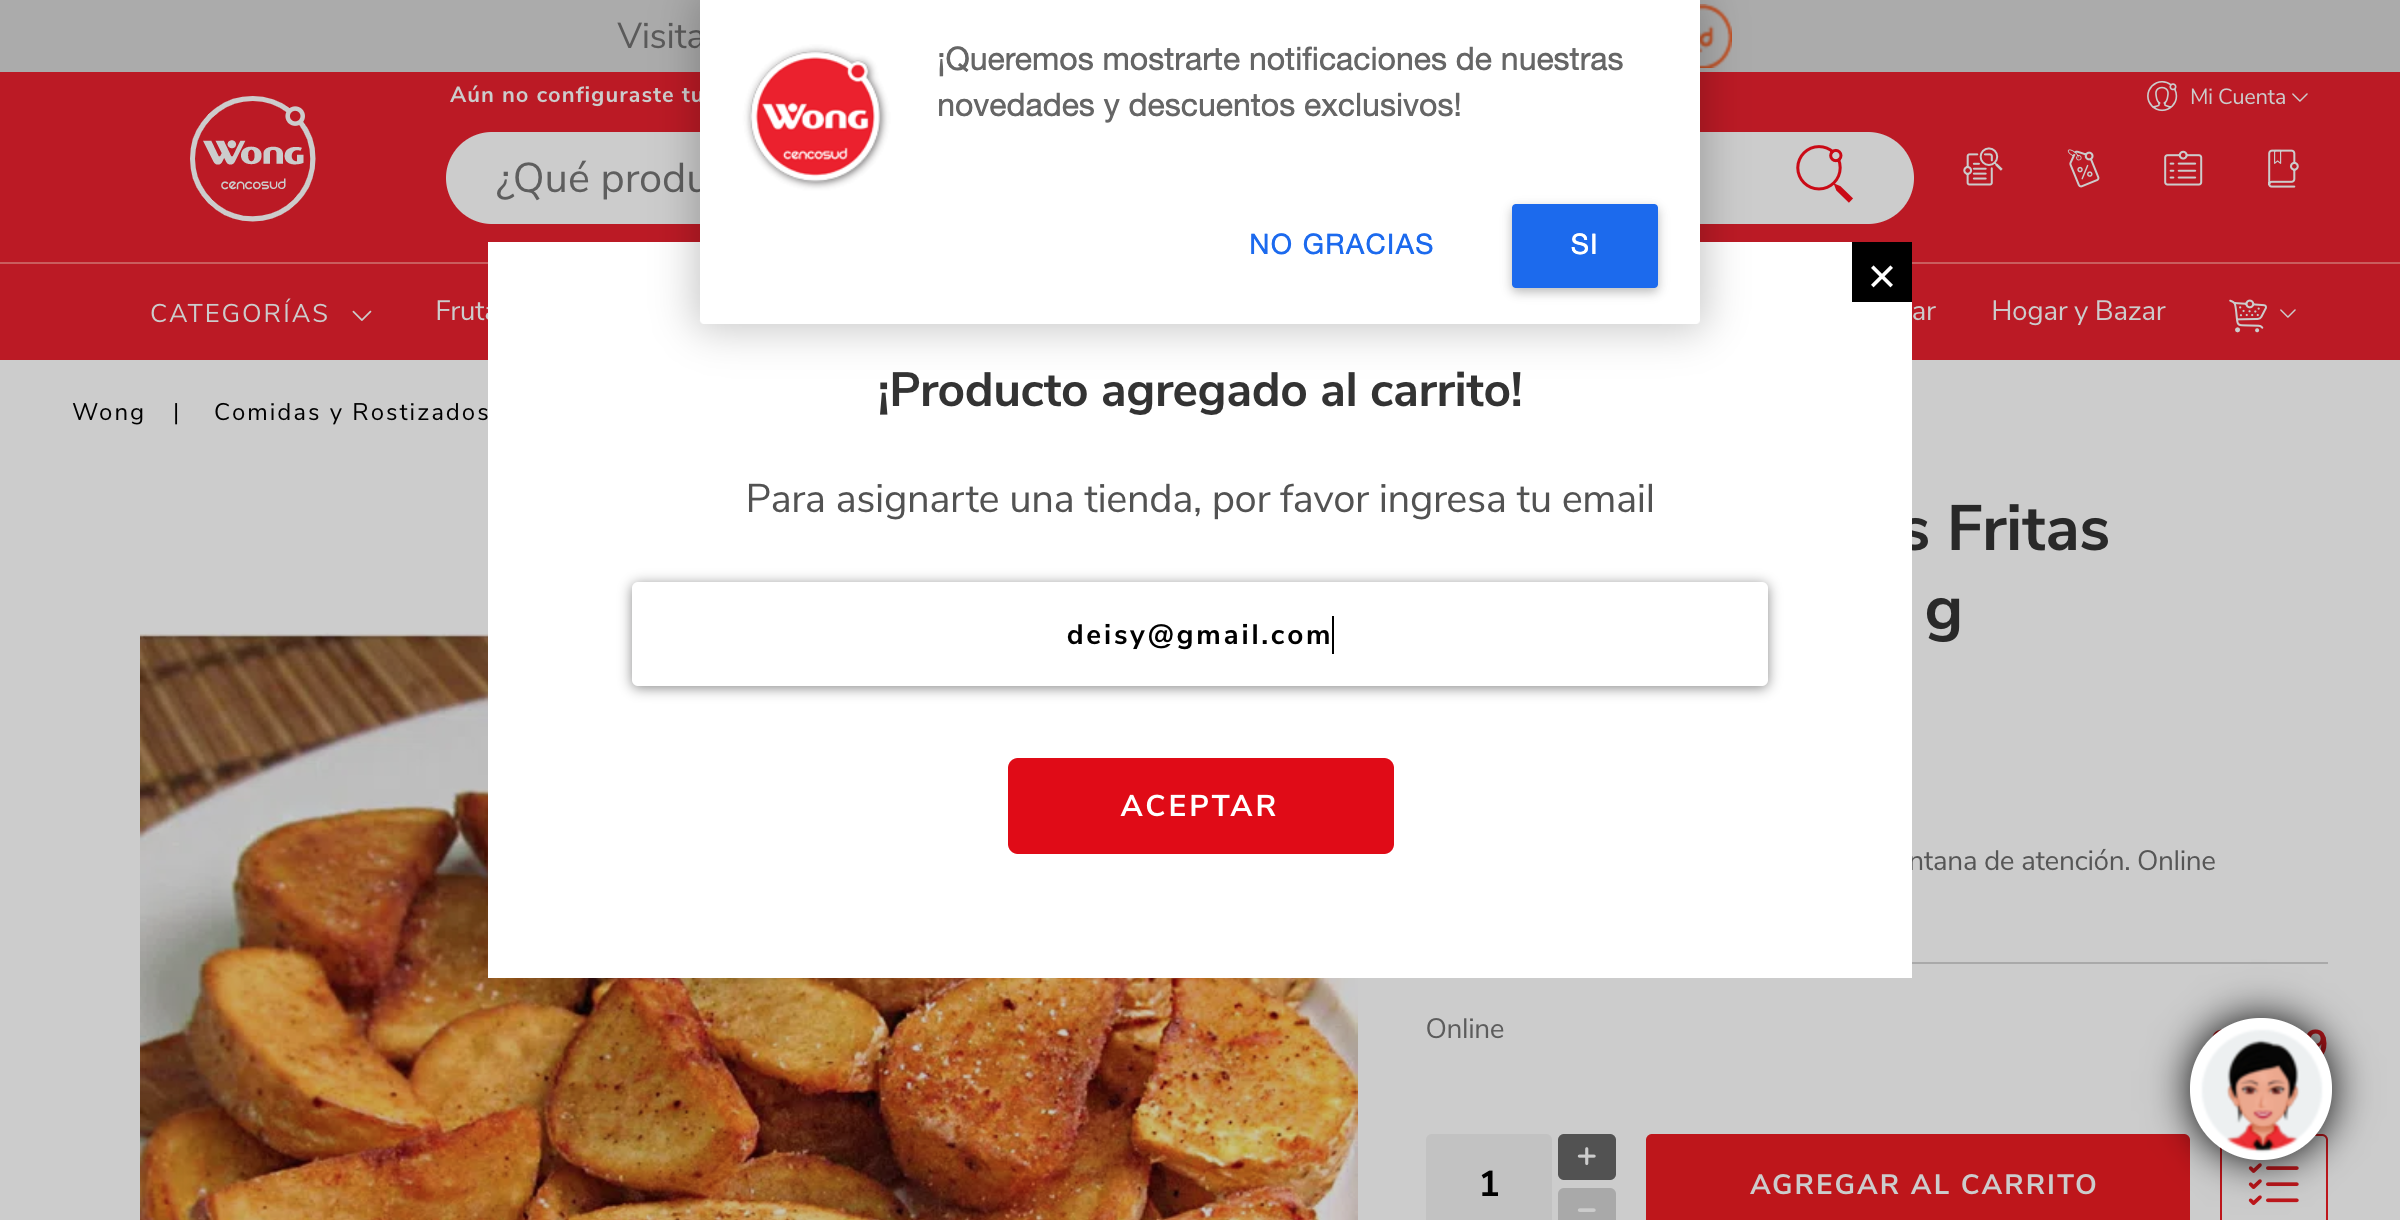 Visita
¡Queremos mostrarte notificaciones de nuestras
novedades y descuentos exclusivos!
Wong
cencosud
NO GRACIAS
SI
Aún no configuraste tu
Mi Cuenta
Wong
cencosud
¿Qué produ
CATEGORÍAS
Fruta
ar
Hogar y Bazar
Wong | Comidas y Rostizados
¡Producto agregado al carrito!
Para asignarte una tienda, por favor ingresa tu email
deisy@gmail.com
ACEPTAR
s Fritas
g
ntana de atención. Online
Online
9
1
+
−
AGREGAR AL CARRITO